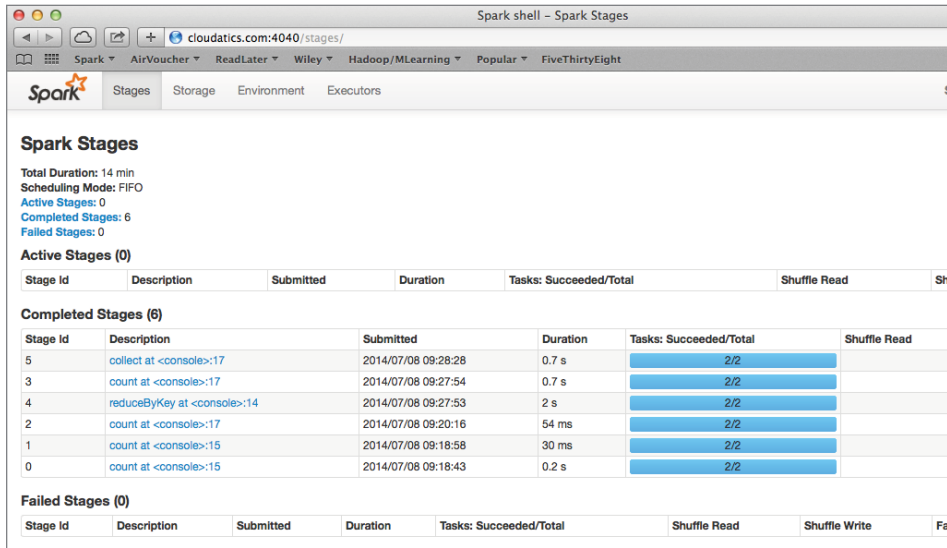 Spark shell – Spark Stages
cloudatics.com:4040/stages/
Spark AirVoucher ReadLater Wiley Hadoop/MLearning Popular FiveThirtyEight
Spark Stages Storage Environment Executors
Spark Stages
Total Duration: 14 min
Scheduling Mode: FIFO
Active Stages: 0
Completed Stages: 6
Failed Stages: 0
Active Stages (0)
Stage Id Description Submitted Duration Tasks: Succeeded/Total Shuffle Read
Completed Stages (6)
Stage Id Description Submitted Duration Tasks: Succeeded/Total Shuffle Read
5 collect at <console>:17 2014/07/08 09:28:28 0.7 s 2/2
3 count at <console>:17 2014/07/08 09:27:54 0.7 s 2/2
4 reduceByKey at <console>:14 2014/07/08 09:27:53 2 s 2/2
2 count at <console>:17 2014/07/08 09:20:16 54 ms 2/2
1 count at <console>:15 2014/07/08 09:18:58 30 ms 2/2
0 count at <console>:15 2014/07/08 09:18:43 0.2 s 2/2
Failed Stages (0)
Stage Id Description Submitted Duration Tasks: Succeeded/Total Shuffle Read Shuffle Write